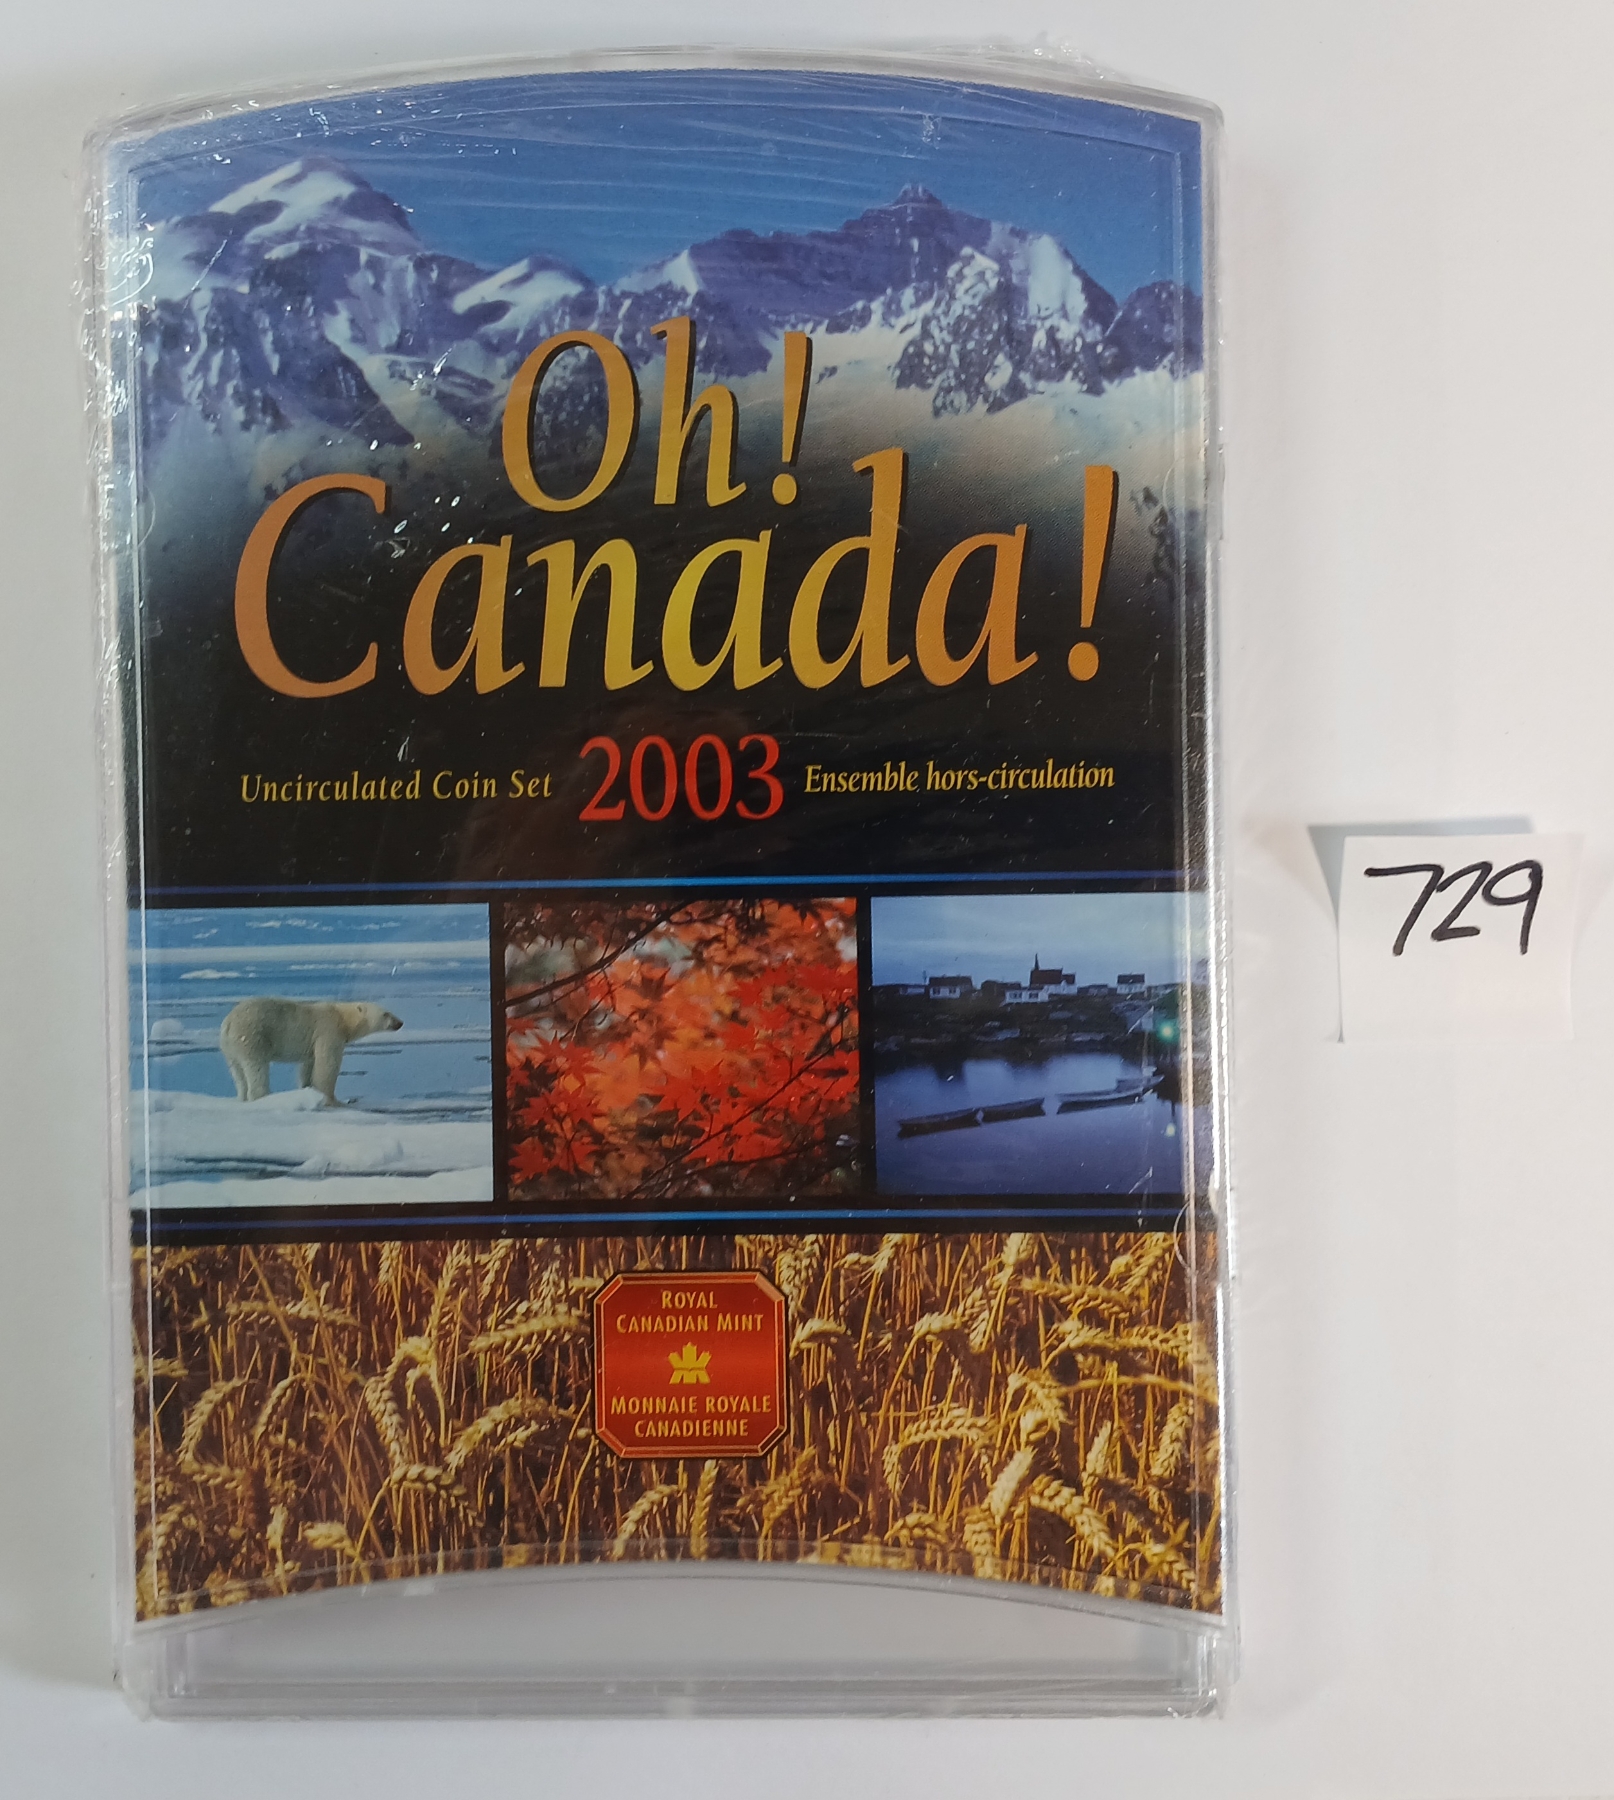 Oh!
Canada!
Uncirculated Coin Set 2003 Ensemble hors-circulation
729
ROYAL
CANADIAN MINT
MONNAIE ROYALE
CANADIENNE